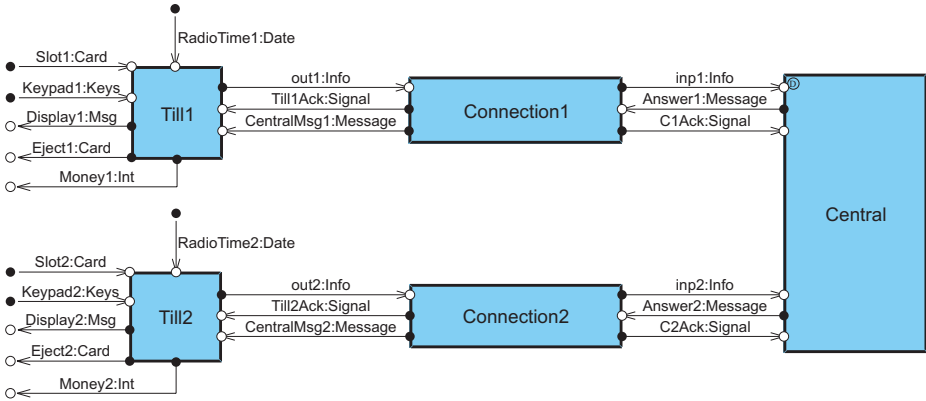 RadioTime1:Date
Slot1:Card
Keypad1:Keys
Display1:Msg
Eject1:Card
Money1:Int
Till1
out1:Info
Till1Ack:Signal
CentralMsg1:Message
Connection1
inp1:Info
Answer1:Message
C1Ack:Signal
D
Central
RadioTime2:Date
Slot2:Card
Keypad2:Keys
Display2:Msg
Eject2:Card
Money2:Int
Till2
out2:Info
Till2Ack:Signal
CentralMsg2:Message
Connection2
inp2:Info
Answer2:Message
C2Ack:Signal